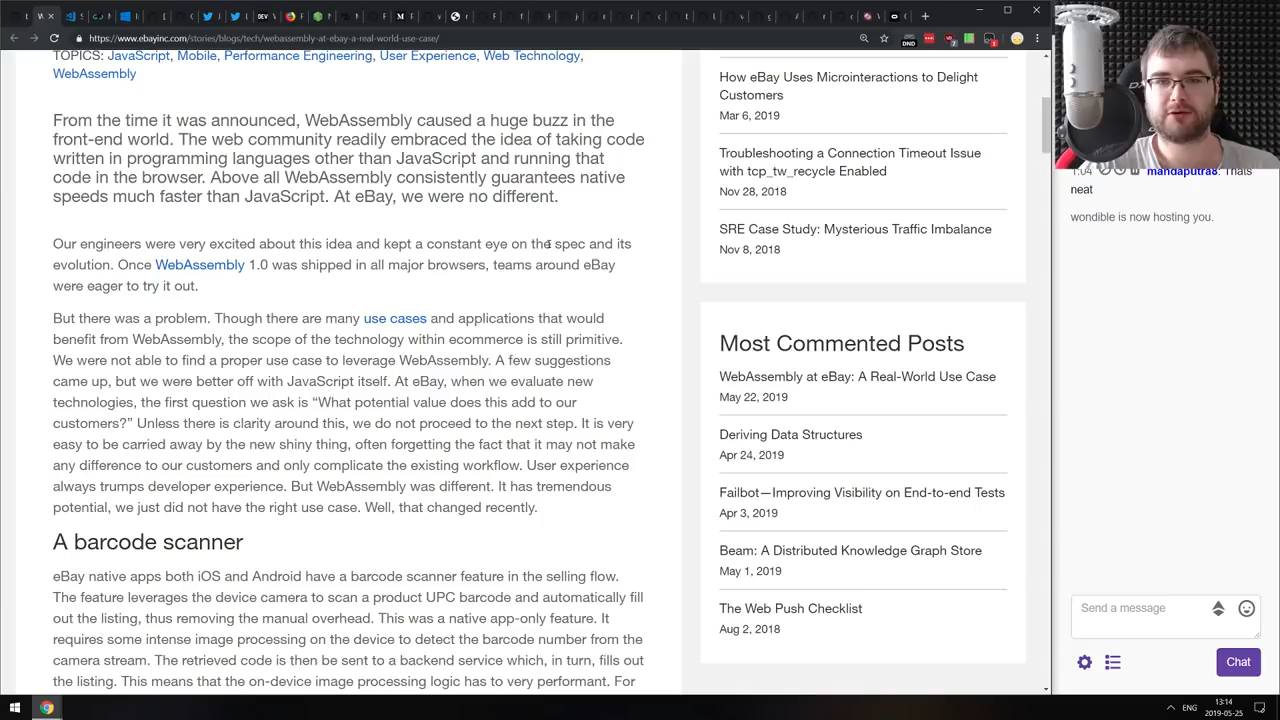 https://www.ebayinc.com/stories/blogs/tech/webassembly-at-ebay-a-real-world-use-case/
TOPICS: JavaScript, Mobile, Performance Engineering, User Experience, Web Technology,
WebAssembly
From the time it was announced, WebAssembly caused a huge buzz in the
front-end world. The web community readily embraced the idea of taking code
written in programming languages other than JavaScript and running that
code in the browser. Above all WebAssembly consistently guarantees native
speeds much faster than JavaScript. At eBay, we were no different.
Our engineers were very excited about this idea and kept a constant eye on the spec and its
evolution. Once WebAssembly 1.0 was shipped in all major browsers, teams around eBay
were eager to try it out.
But there was a problem. Though there are many use cases and applications that would
benefit from WebAssembly, the scope of the technology within ecommerce is still primitive.
We were not able to find a proper use case to leverage WebAssembly. A few suggestions
came up, but we were better off with JavaScript itself. At eBay, when we evaluate new
technologies, the first question we ask is “What potential value does this add to our
customers?” Unless there is clarity around this, we do not proceed to the next step. It is very
easy to be carried away by the new shiny thing, often forgetting the fact that it may not make
any difference to our customers and only complicate the existing workflow. User experience
always trumps developer experience. But WebAssembly was different. It has tremendous
potential, we just did not have the right use case. Well, that changed recently.
A barcode scanner
eBay native apps both iOS and Android have a barcode scanner feature in the selling flow.
The feature leverages the device camera to scan a product UPC barcode and automatically fill
out the listing, thus removing the manual overhead. This was a native app-only feature. It
requires some intense image processing on the device to detect the barcode number from the
camera stream. The retrieved code is then be sent to a backend service which, in turn, fills out
the listing. This means that the on-device image processing logic has to very performant. For
How eBay Uses Microinteractions to Delight
Customers
Mar 6, 2019
Troubleshooting a Connection Timeout Issue
with tcp_tw_recycle Enabled
Nov 28, 2018
SRE Case Study: Mysterious Traffic Imbalance
Nov 8, 2018
Most Commented Posts
WebAssembly at eBay: A Real-World Use Case
May 22, 2019
Deriving Data Structures
Apr 24, 2019
Failbot—Improving Visibility on End-to-end Tests
Apr 3, 2019
Beam: A Distributed Knowledge Graph Store
May 1, 2019
The Web Push Checklist
Aug 2, 2018
DND
1:04 mandaputra8: Thats
neat
wondible is now hosting you.
Send a message
Chat
ENG
13:14
2019-05-25